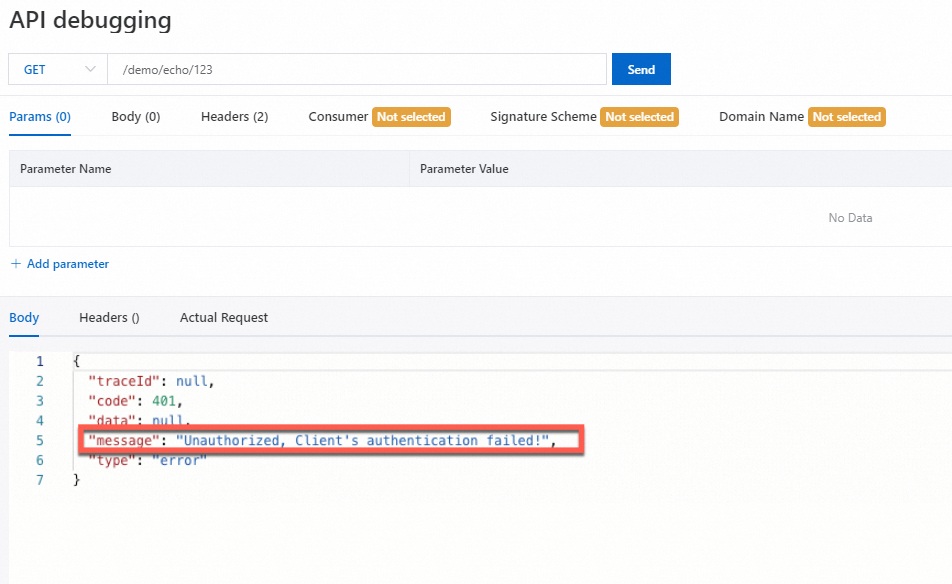 API debugging
GET /demo/echo/123 Send
Params (0) Body (0) Headers (2) Consumer Not selected Signature Scheme Not selected Domain Name Not selected
Parameter Name Parameter Value
No Data
+ Add parameter
Body Headers () Actual Request
1 {
2 "traceId": null,
3 "code": 401,
4 "data": null,
5 "message": "Unauthorized, Client's authentication failed!",
6 "type": "error"
7 }